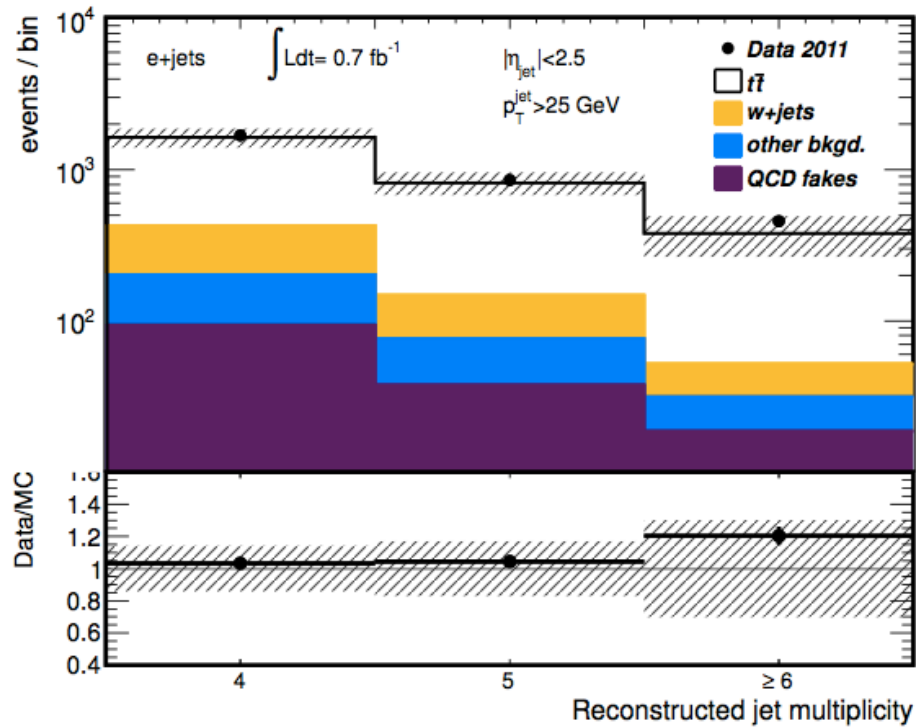 10⁴
events / bin
e+jets
∫Ldt= 0.7 fb⁻¹
|η_jet|<2.5
p_T^jet>25 GeV
Data 2011
tt̄
w+jets
other bkgd.
QCD fakes
10³
10²
Data/MC
1.6
1.4
1.2
1
0.8
0.6
0.4
4
5
≥ 6
Reconstructed jet multiplicity